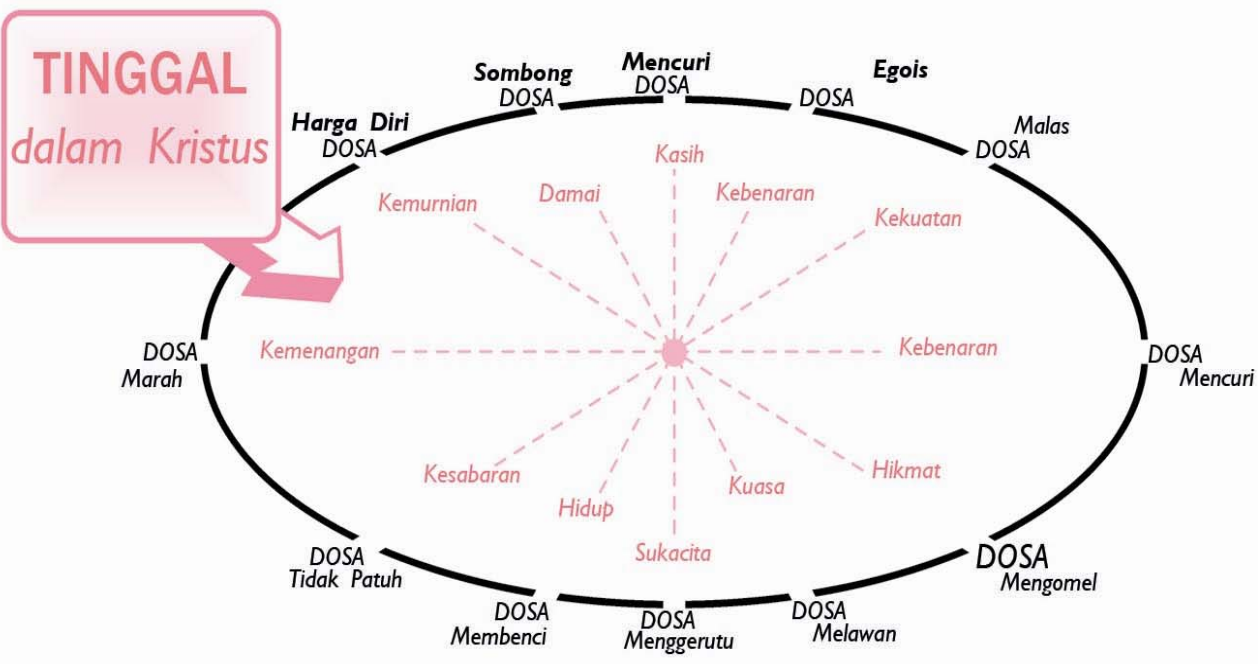 TINGGAL
dalam Kristus
Harga Diri
DOSA
Sombong
DOSA
Mencuri
DOSA
Egois
DOSA
Malas
DOSA
Kasih
Kemurnian
Damai
Kebenaran
Kekuatan
DOSA
Marah
Kemenangan
Kebenaran
DOSA
Mencuri
Kesabaran
Hidup
Sukacita
Kuasa
Hikmat
DOSA
Tidak Patuh
DOSA
Membenci
DOSA
Menggerutu
DOSA
Melawan
DOSA
Mengomel